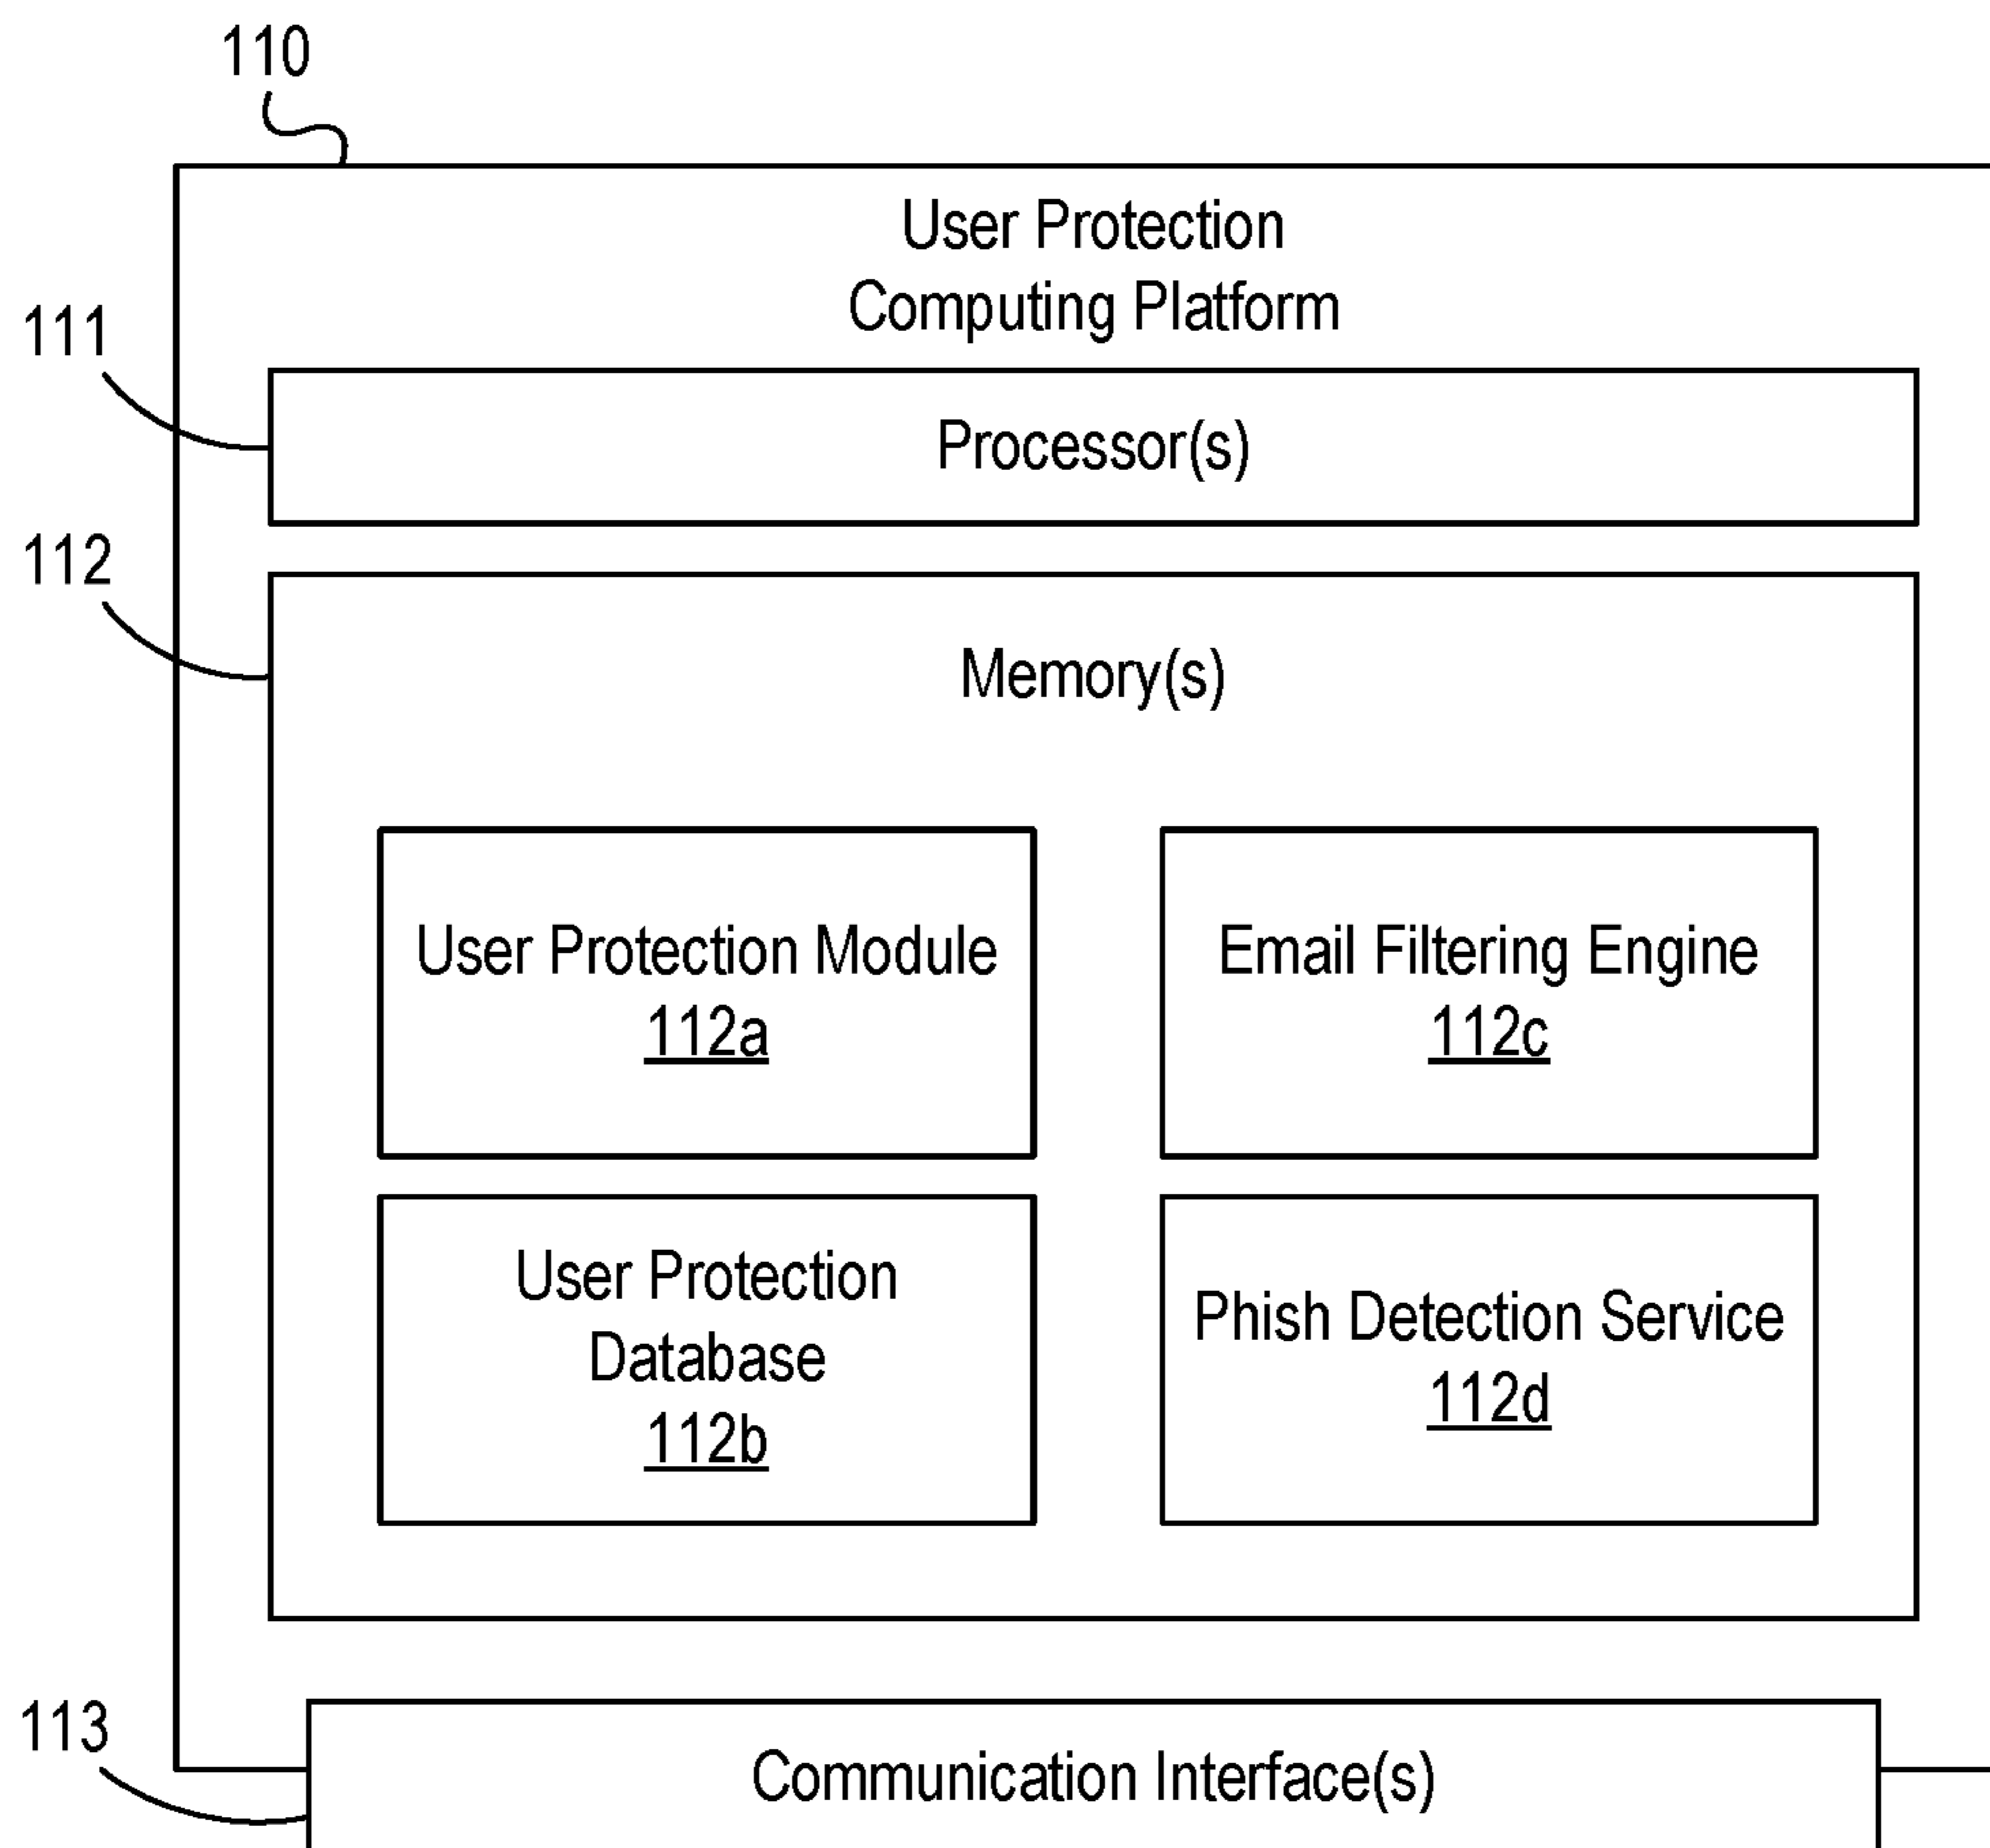 110
User Protection
Computing Platform
111
Processor(s)
112
Memory(s)
User Protection Module
112a
Email Filtering Engine
112c
User Protection
Database
112b
Phish Detection Service
112d
113
Communication Interface(s)